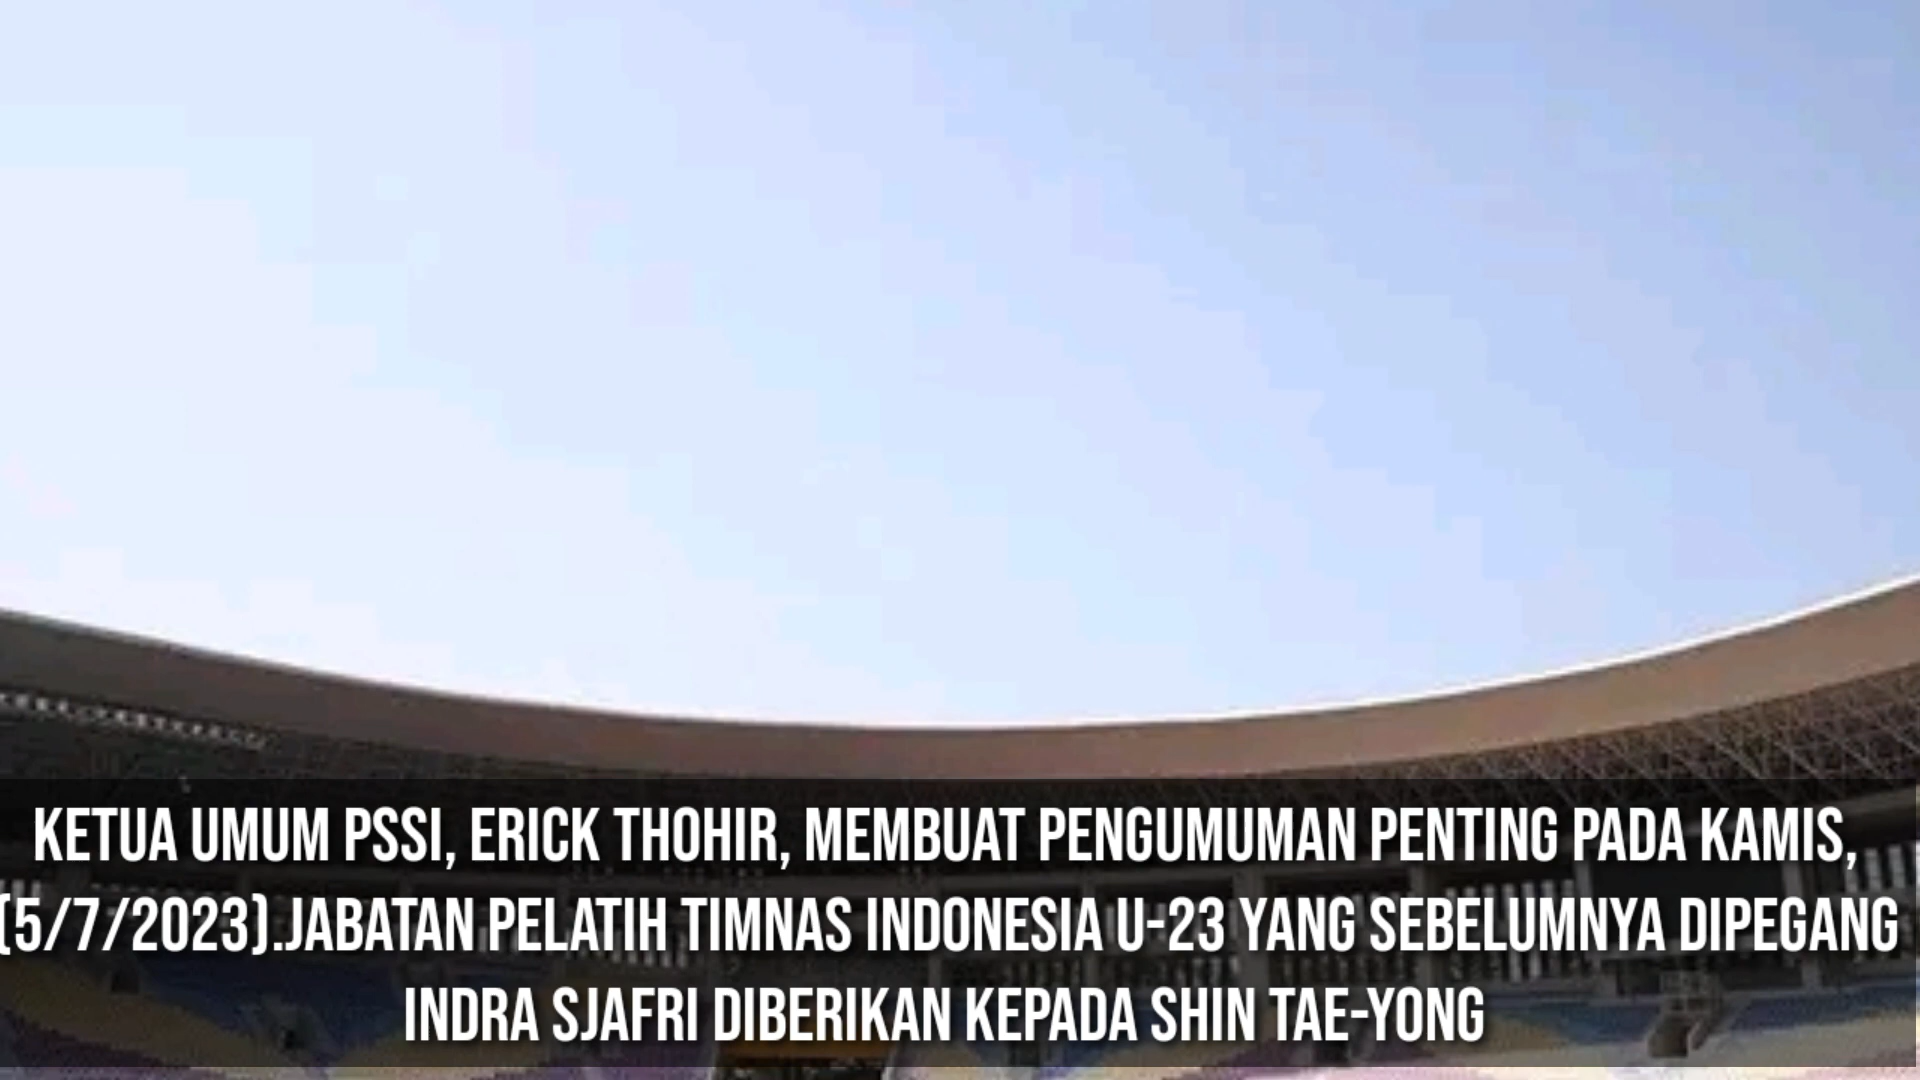 KETUA UMUM PSSI, ERICK THOHIR, MEMBUAT PENGUMUMAN PENTING PADA KAMIS,
(5/7/2023).JABATAN PELATIH TIMNAS INDONESIA U-23 YANG SEBELUMNYA DIPEGANG
INDRA SJAFRI DIBERIKAN KEPADA SHIN TAE-YONG